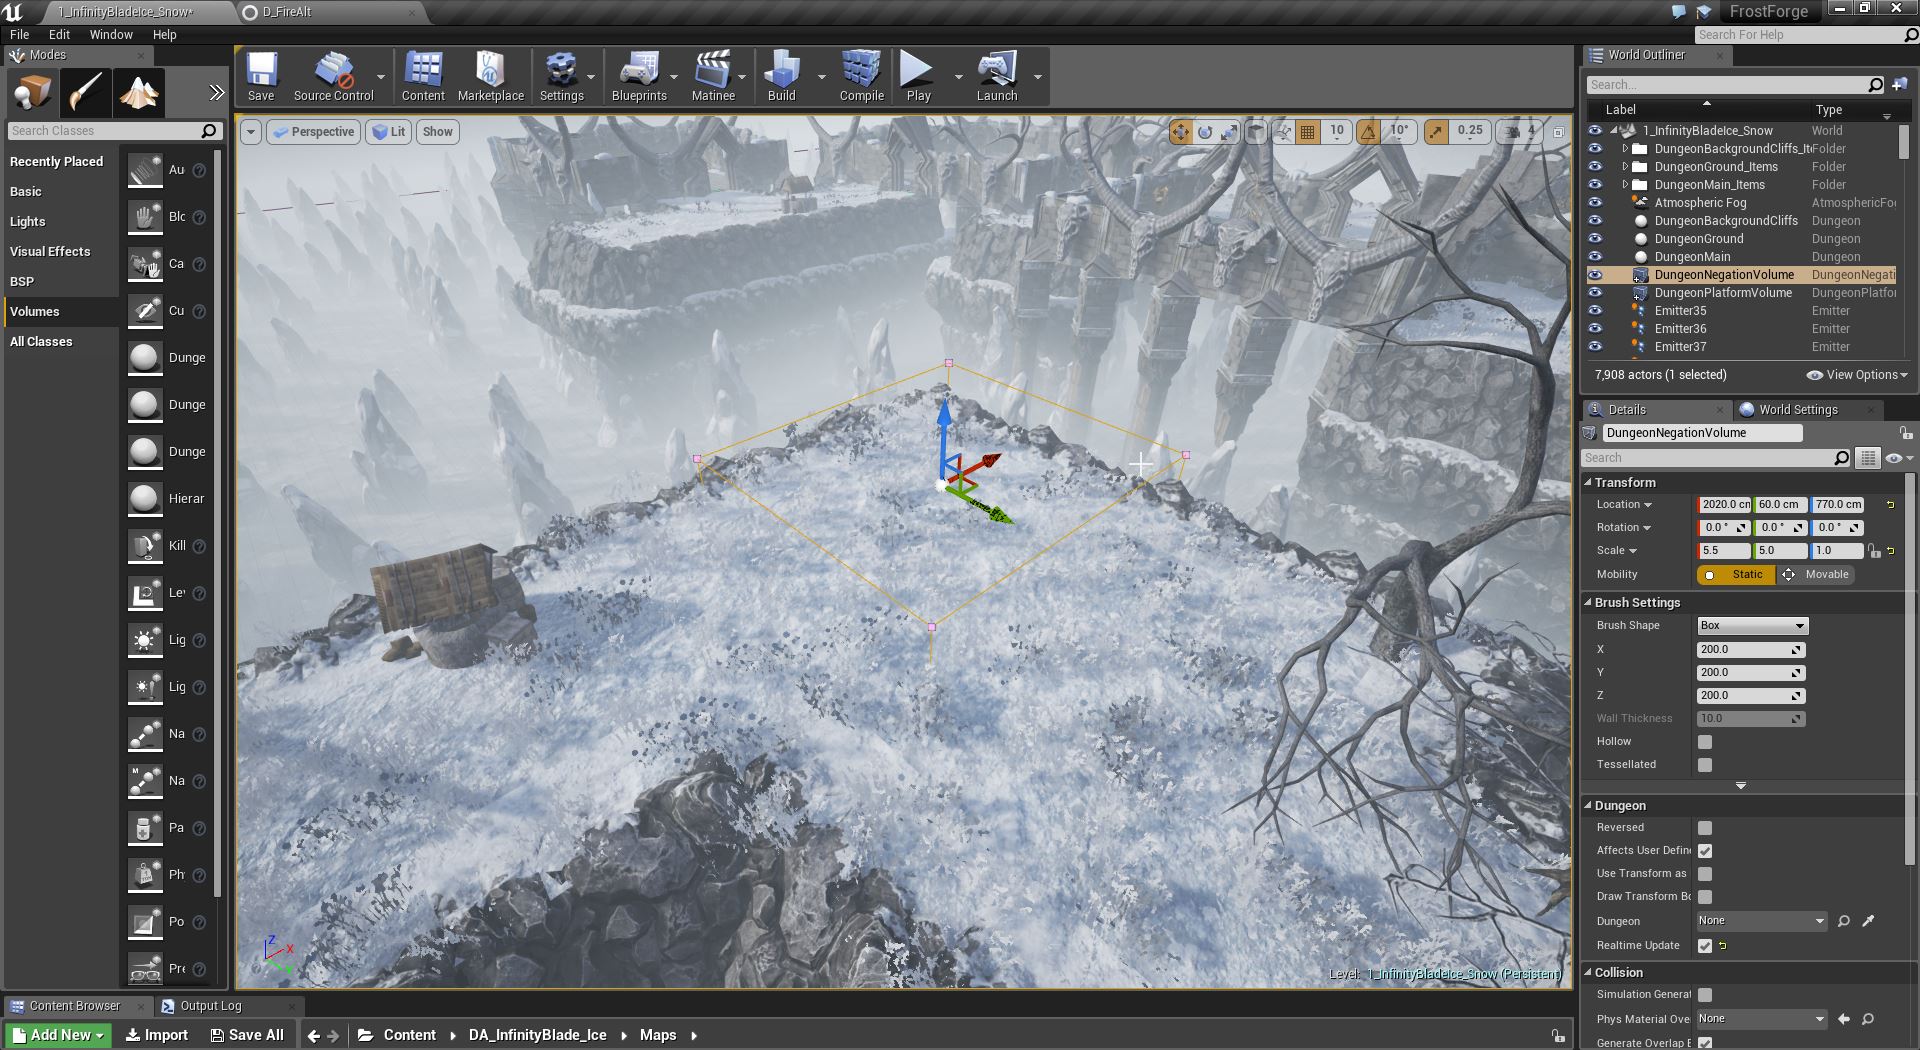 1_InfinityBladeIce_Snow*
D_FireAlt
FrostForge
File Edit Window Help
Search For Help
Modes
Search Classes
Recently Placed
Basic
Lights
Visual Effects
BSP
Volumes
All Classes
Au
Blc
Ca
Cu
Dunge
Dunge
Dunge
Hierar
Kill
Le
Lig
Lig
Na
M
Na
Pa
Ph
Po
Pre
Save
Source Control
Content
Marketplace
Settings
Blueprints
Matinee
Build
Compile
Play
Launch
Perspective
Lit
Show
10
10°
0.25
4
Z
X
Y
Level: 1_InfinityBladeIce_Snow (Persistent)
World Outliner
Search...
Label Type
1_InfinityBladeIce_Snow World
DungeonBackgroundCliffs_Ite Folder
DungeonGround_Items Folder
DungeonMain_Items Folder
Atmospheric Fog AtmosphericFo
DungeonBackgroundCliffs Dungeon
DungeonGround Dungeon
DungeonMain Dungeon
DungeonNegationVolume DungeonNegati
DungeonPlatformVolume DungeonPlatfor
Emitter35 Emitter
Emitter36 Emitter
Emitter37 Emitter
7,908 actors (1 selected)
View Options
Details
World Settings
DungeonNegationVolume
Search
Transform
Location 2020.0 cm 60.0 cm 770.0 cm
Rotation 0.0 ° 0.0 ° 0.0 °
Scale 5.5 5.0 1.0
Mobility Static Movable
Brush Settings
Brush Shape Box
X 200.0
Y 200.0
Z 200.0
Wall Thickness 10.0
Hollow
Tessellated
Dungeon
Reversed
Affects User Define
Use Transform as
Draw Transform Bo
Dungeon None
Realtime Update
Collision
Simulation Generat
Phys Material Over None
Generate Overlap E
Content Browser
Output Log
Add New
Import
Save All
Content
DA_InfinityBlade_Ice
Maps